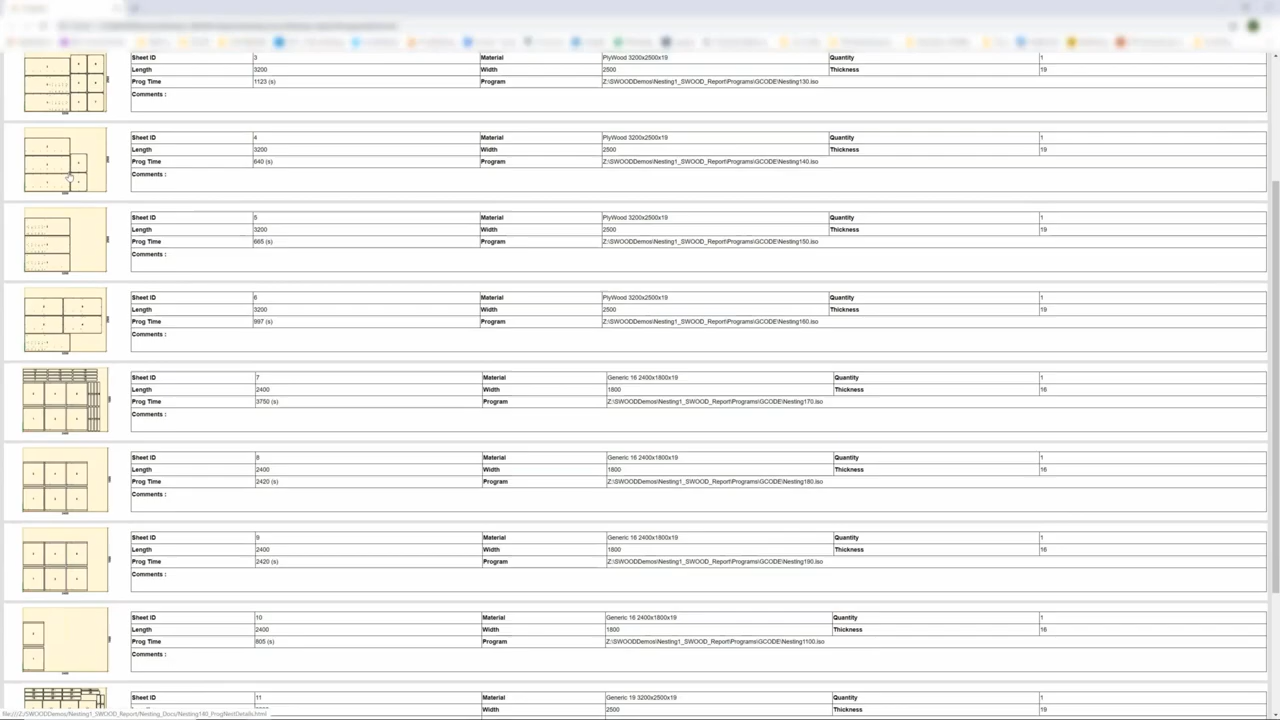 Sheet ID 3 Material PlyWood 3200x2500x19 Quantity 1
Length 3200 Width 2500 Thickness 19
Prog Time 1123 (s) Program Z:\SWOODDemos\Nesting1_SWOOD_Report\Programs\GCODE\Nesting130.iso
Comments :
Sheet ID 4 Material PlyWood 3200x2500x19 Quantity 1
Length 3200 Width 2500 Thickness 19
Prog Time 640 (s) Program Z:\SWOODDemos\Nesting1_SWOOD_Report\Programs\GCODE\Nesting140.iso
Comments :
Sheet ID 5 Material PlyWood 3200x2500x19 Quantity 1
Length 3200 Width 2500 Thickness 19
Prog Time 665 (s) Program Z:\SWOODDemos\Nesting1_SWOOD_Report\Programs\GCODE\Nesting150.iso
Comments :
Sheet ID 6 Material PlyWood 3200x2500x19 Quantity 1
Length 3200 Width 2500 Thickness 19
Prog Time 997 (s) Program Z:\SWOODDemos\Nesting1_SWOOD_Report\Programs\GCODE\Nesting160.iso
Comments :
Sheet ID 7 Material Generic 16 2400x1800x19 Quantity 1
Length 2400 Width 1800 Thickness 16
Prog Time 3750 (s) Program Z:\SWOODDemos\Nesting1_SWOOD_Report\Programs\GCODE\Nesting170.iso
Comments :
Sheet ID 8 Material Generic 16 2400x1800x19 Quantity 1
Length 2400 Width 1800 Thickness 16
Prog Time 2420 (s) Program Z:\SWOODDemos\Nesting1_SWOOD_Report\Programs\GCODE\Nesting180.iso
Comments :
Sheet ID 9 Material Generic 16 2400x1800x19 Quantity 1
Length 2400 Width 1800 Thickness 16
Prog Time 2420 (s) Program Z:\SWOODDemos\Nesting1_SWOOD_Report\Programs\GCODE\Nesting190.iso
Comments :
Sheet ID 10 Material Generic 16 2400x1800x19 Quantity 1
Length 2400 Width 1800 Thickness 16
Prog Time 805 (s) Program Z:\SWOODDemos\Nesting1_SWOOD_Report\Programs\GCODE\Nesting1100.iso
Comments :
Sheet ID 11 Material Generic 19 3200x2500x19 Quantity 1
Width 2500 Thickness 19
file:///Z:/SWOODDemos/Nesting1_SWOOD_Report/Nesting_Docs/Nesting140_ProgNestDetails.html